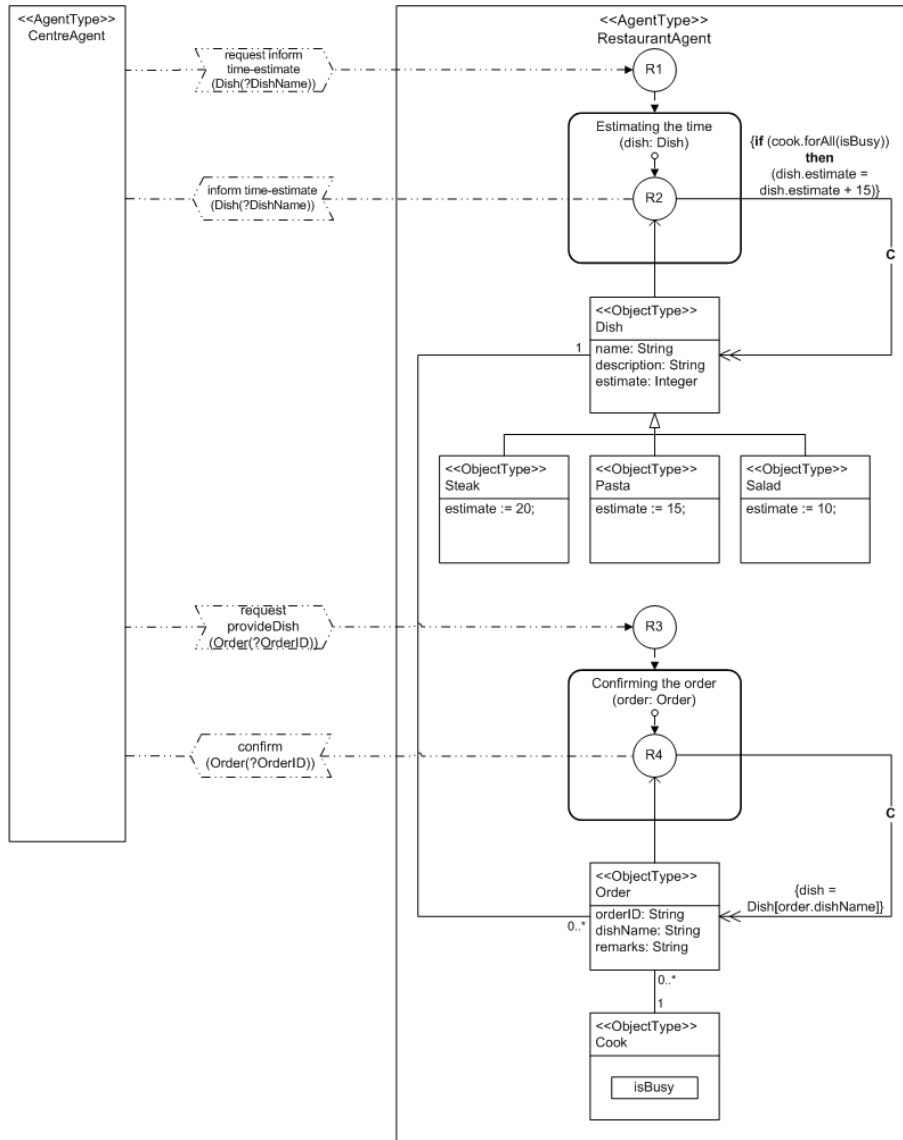 <<AgentType>>
CentreAgent
<<AgentType>>
RestaurantAgent
request inform
time-estimate
(Dish(?DishName))
R1
Estimating the time
(dish: Dish)
{if (cook.forAll(isBusy))
then
(dish.estimate =
dish.estimate + 15)}
inform time-estimate
(Dish(?DishName))
R2
C
<<ObjectType>>
Dish
1
name: String
description: String
estimate: Integer
<<ObjectType>>
Steak
estimate := 20;
<<ObjectType>>
Pasta
estimate := 15;
<<ObjectType>>
Salad
estimate := 10;
request
provideDish
(Order(?OrderID))
R3
Confirming the order
(order: Order)
confirm
(Order(?OrderID))
R4
C
<<ObjectType>>
Order
{dish =
Dish[order.dishName]}
0..*
orderID: String
dishName: String
remarks: String
0..*
1
<<ObjectType>>
Cook
isBusy